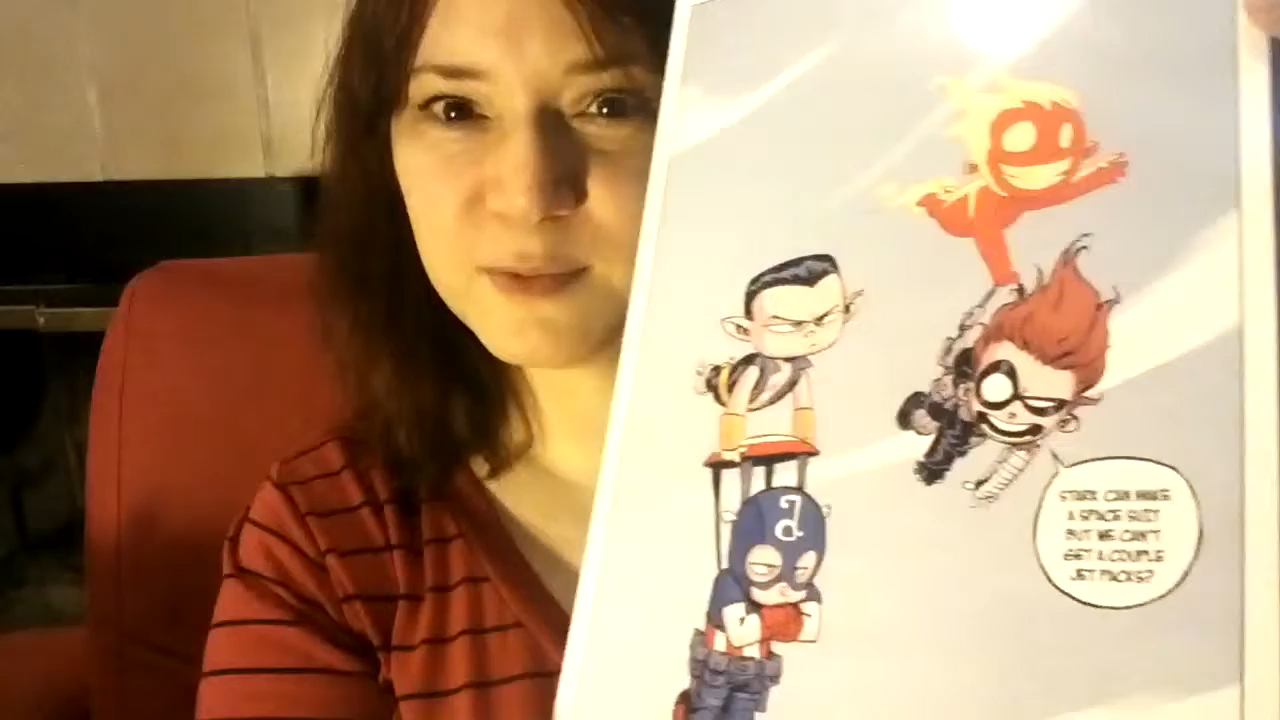 STARK CAN MAKE
A SPACE SUIT
BUT WE CAN'T
GET A COUPLE
JET PACKS?